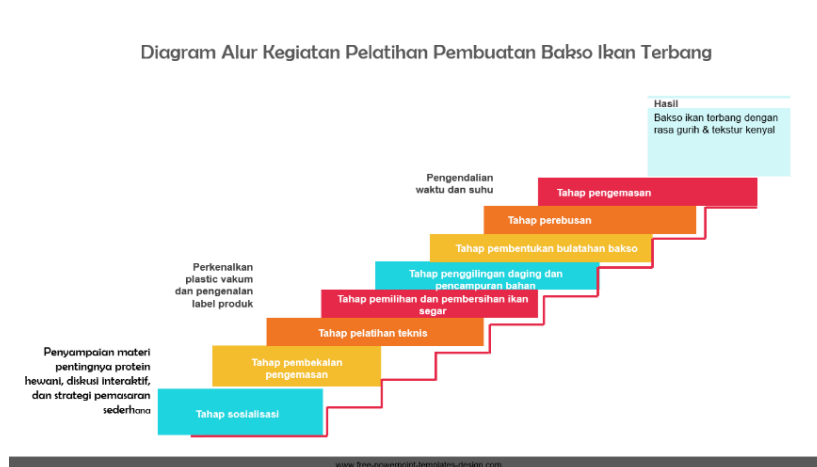 Diagram Alur Kegiatan Pelatihan Pembuatan Bakso Ikan Terbang
Hasil
Bakso ikan terbang dengan
rasa gurih & tekstur kenyal
Pengendalian
waktu dan suhu
Tahap pengemasan
Tahap perebusan
Tahap pembentukan bulatahan bakso
Perkenalkan
plastic vakum
dan pengenalan
label produk
Tahap penggilingan daging dan
pencampuran bahan
Tahap pemilihan dan pembersihan ikan
segar
Tahap pelatihan teknis
Penyampaian materi
pentingnya protein
hewani, diskusi interaktif,
dan strategi pemasaran
sederhana
Tahap pembekalan
pengemasan
Tahap sosialisasi
www.free-powerpoint-templates-design.com